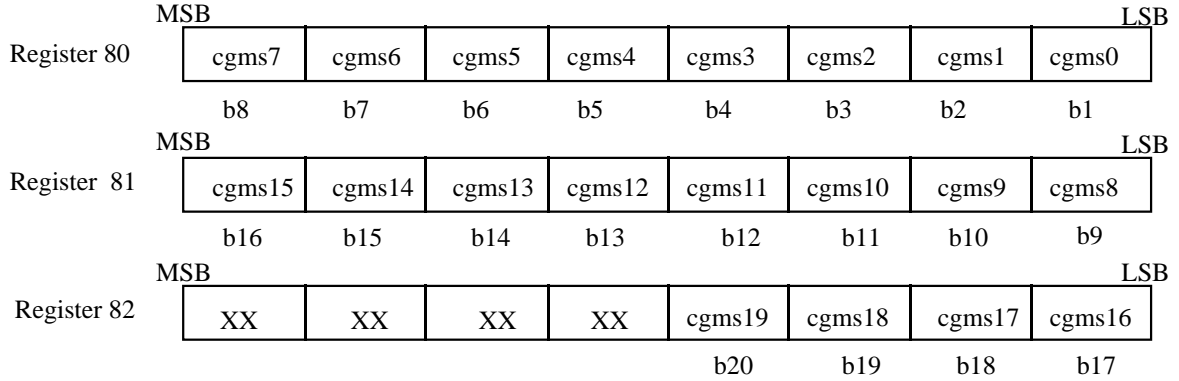 MSB LSB
Register 80 cgms7 cgms6 cgms5 cgms4 cgms3 cgms2 cgms1 cgms0
b8 b7 b6 b5 b4 b3 b2 b1
MSB LSB
Register 81 cgms15 cgms14 cgms13 cgms12 cgms11 cgms10 cgms9 cgms8
b16 b15 b14 b13 b12 b11 b10 b9
MSB LSB
Register 82 XX XX XX XX cgms19 cgms18 cgms17 cgms16
b20 b19 b18 b17